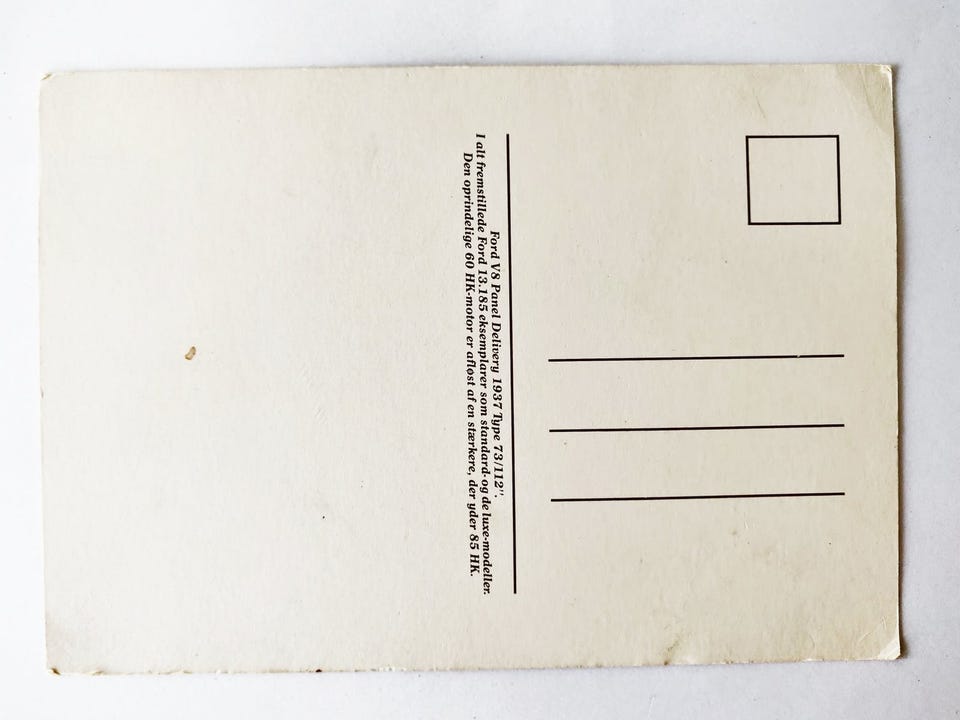 Ford V8 Panel Delivery 1937 Type 73/112".
I alt fremstillede Ford 13.185 eksemplarer som standard- og de luxe-modeller.
Den oprindelige 60 HK-motor er afløst af en stærkere, der yder 85 HK.